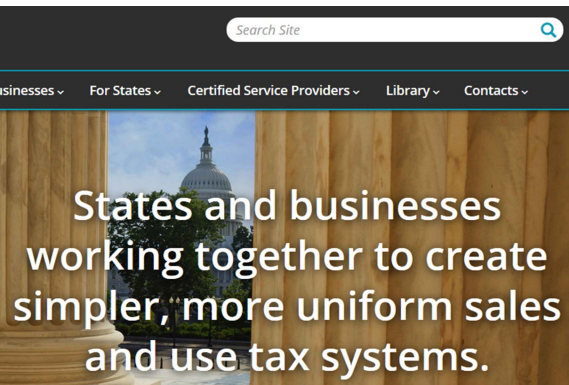 Search Site
For States
Certified Service Providers
Library
Contacts
States and businesses
working together to create
simpler, more uniform sales
and use tax systems.